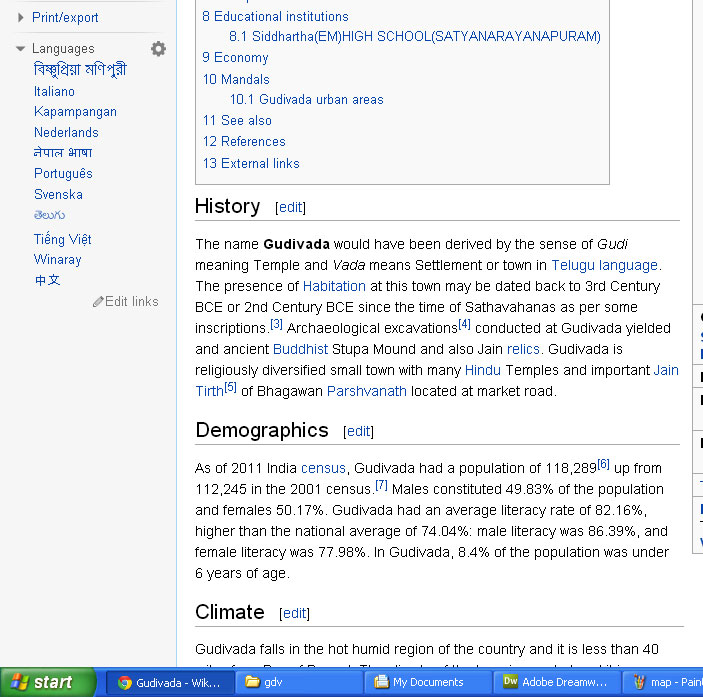 Print/export
Languages
বিষ্ণুপ্রিয়া মণিপুরী
Italiano
Kapampangan
Nederlands
नेपाल भाषा
Português
Svenska
తెలుగు
Tiếng Việt
Winaray
中文
Edit links
8 Educational institutions
8.1 Siddhartha(EM)HIGH SCHOOL(SATYANARAYANAPURAM)
9 Economy
10 Mandals
10.1 Gudivada urban areas
11 See also
12 References
13 External links
History [edit]
The name Gudivada would have been derived by the sense of Gudi
meaning Temple and Vada means Settlement or town in Telugu language.
The presence of Habitation at this town may be dated back to 3rd Century
BCE or 2nd Century BCE since the time of Sathavahanas as per some
inscriptions.[3] Archaeological excavations[4] conducted at Gudivada yielded
and ancient Buddhist Stupa Mound and also Jain relics. Gudivada is
religiously diversified small town with many Hindu Temples and important Jain
Tirth[5] of Bhagawan Parshvanath located at market road.
Demographics [edit]
As of 2011 India census, Gudivada had a population of 118,289[6] up from
112,245 in the 2001 census.[7] Males constituted 49.83% of the population
and females 50.17%. Gudivada had an average literacy rate of 82.16%,
higher than the national average of 74.04%: male literacy was 86.39%, and
female literacy was 77.98%. In Gudivada, 8.4% of the population was under
6 years of age.
Climate [edit]
Gudivada falls in the hot humid region of the country and it is less than 40
start
Gudivada - Wik...
gdv
My Documents
Dw Adobe Dreamw...
map - Pain